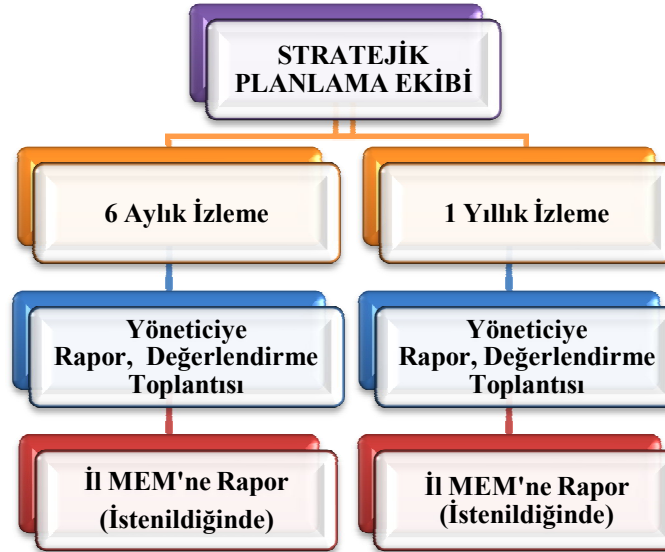 STRATEJİK
PLANLAMA EKİBİ
6 Aylık İzleme
1 Yıllık İzleme
Yöneticiye
Rapor, Değerlendirme
Toplantısı
Yöneticiye
Rapor, Değerlendirme
Toplantısı
İl MEM'ne Rapor
(İstenildiğinde)
İl MEM'ne Rapor
(İstenildiğinde)